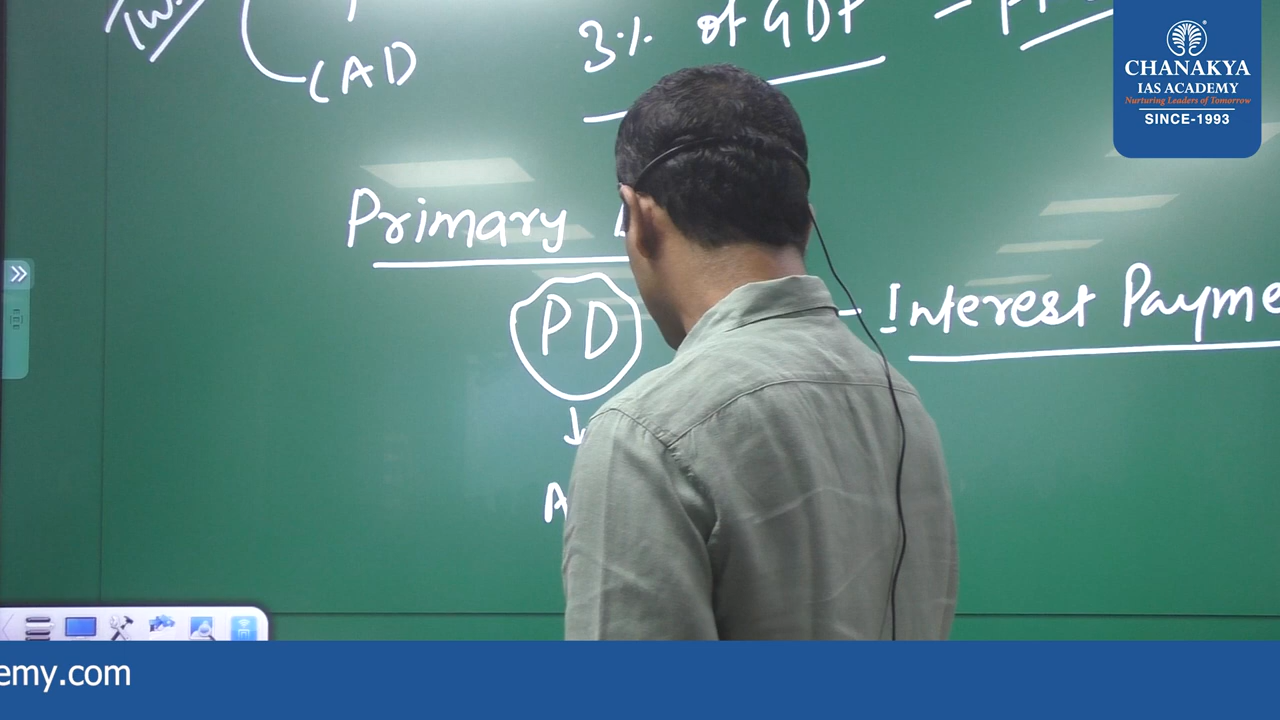 CAD
3% of GDP -
CHANAKYA
IAS ACADEMY
Nurturing Leaders of Tomorrow
SINCE-1993
Primary
PD - Interest Payme
A
emy.com